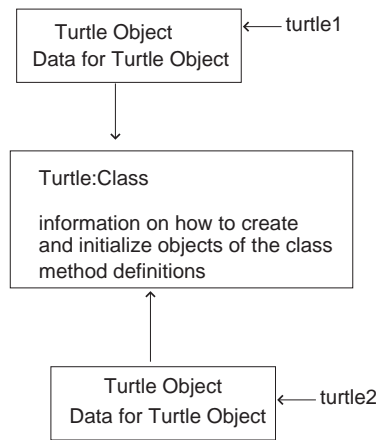 Turtle Object
Data for Turtle Object
turtle1
Turtle:Class
information on how to create
and initialize objects of the class
method definitions
Turtle Object
Data for Turtle Object
turtle2